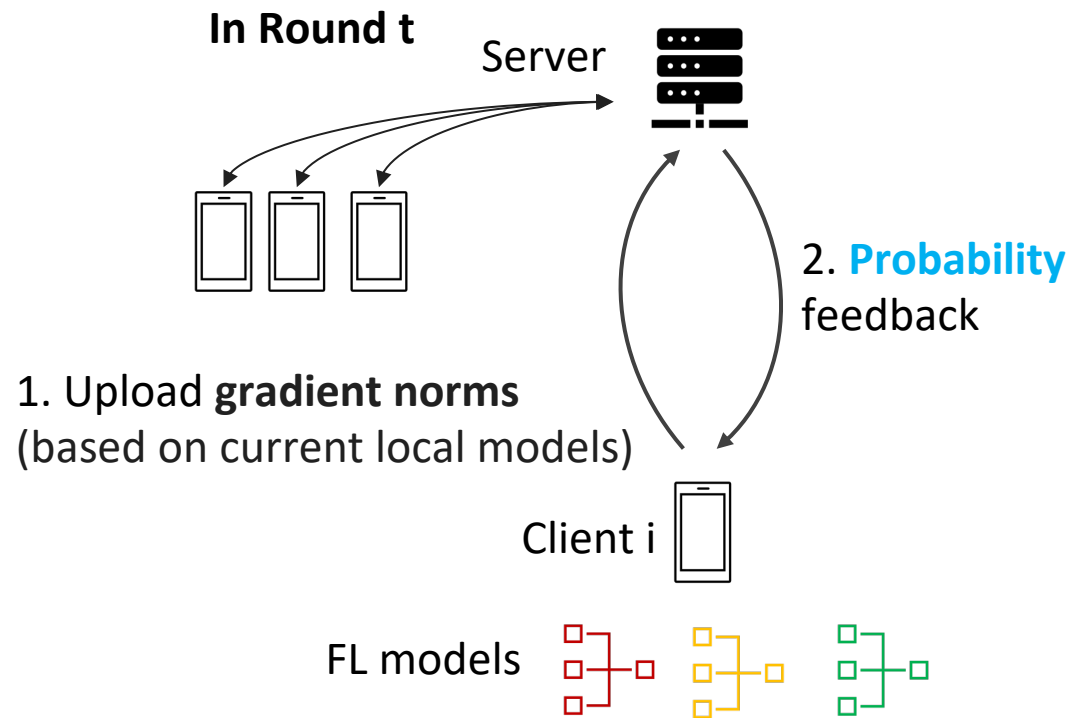 In Round t
Server
2. Probability
feedback
1. Upload gradient norms
(based on current local models)
Client i
FL models